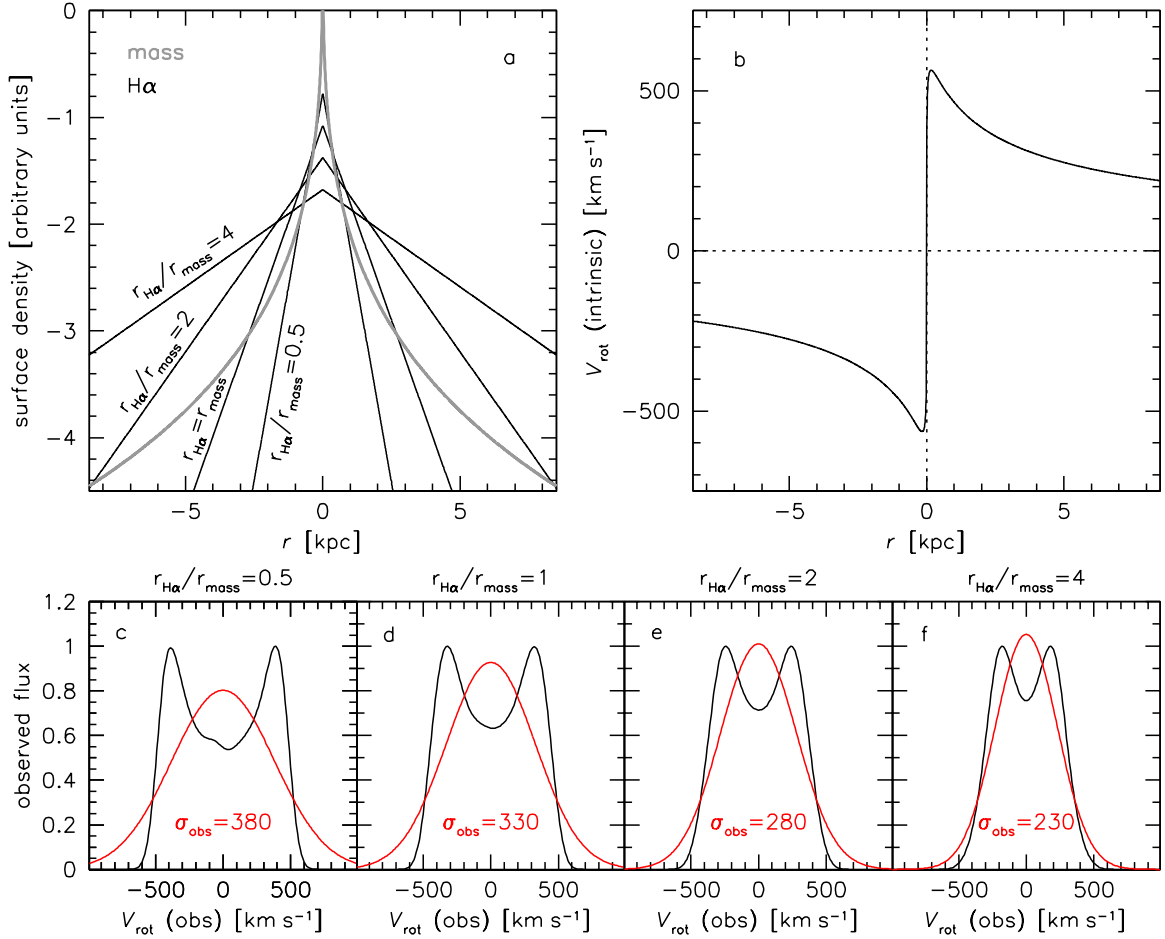 mass
Hα
a
0
−1
−2
−3
−4
surface density [arbitrary units]
r_Hα/r_mass=4
r_Hα/r_mass=2
r_Hα=r_mass
r_Hα/r_mass=0.5
−5
0
5
r [kpc]
b
500
0
−500
V_rot (intrinsic) [km s⁻¹]
−5
0
5
r [kpc]
r_Hα/r_mass=0.5
r_Hα/r_mass=1
r_Hα/r_mass=2
r_Hα/r_mass=4
1.2
1.0
0.8
0.6
0.4
0.2
0
observed flux
c
σ_obs=380
d
σ_obs=330
e
σ_obs=280
f
σ_obs=230
−500 0 500
−500 0 500
−500 0 500
−500 0 500
V_rot (obs) [km s⁻¹]
V_rot (obs) [km s⁻¹]
V_rot (obs) [km s⁻¹]
V_rot (obs) [km s⁻¹]